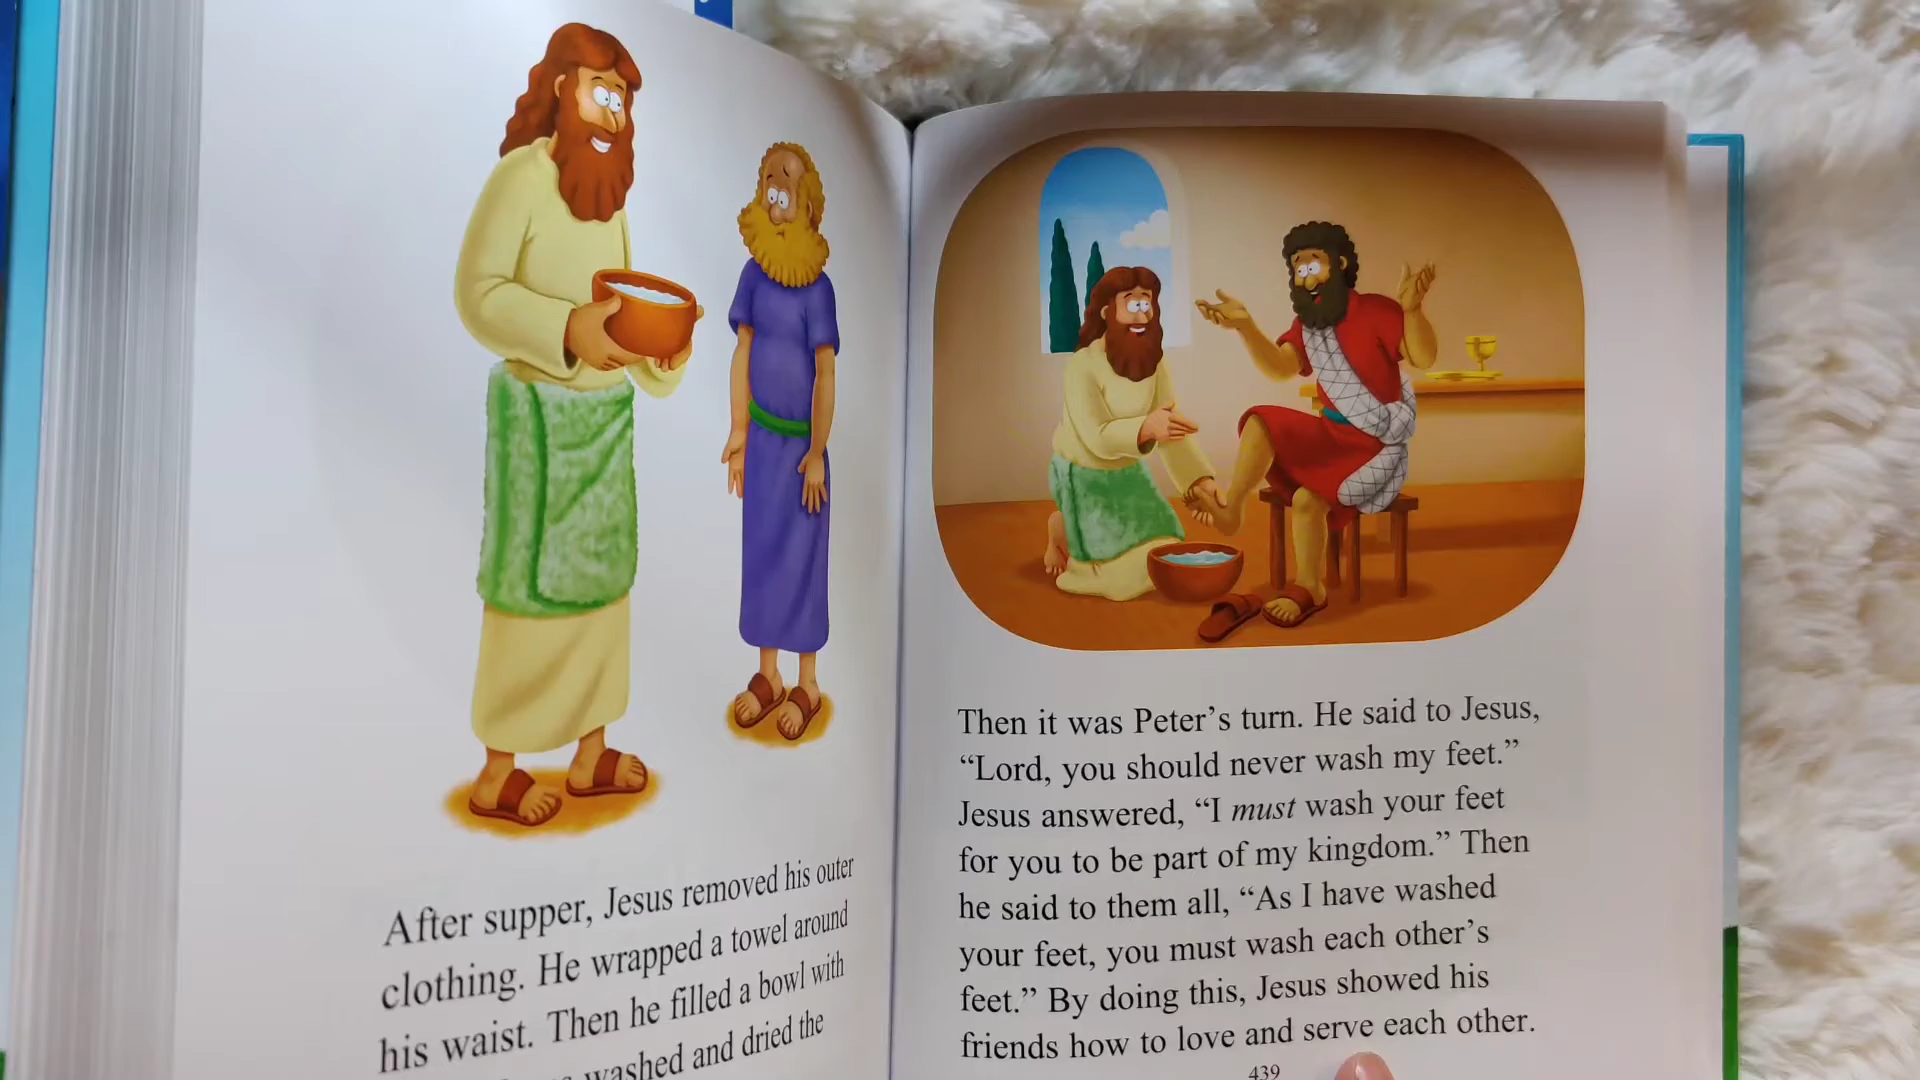 After supper, Jesus removed his outer
clothing. He wrapped a towel around
his waist. Then he filled a bowl with
washed and dried the
Then it was Peter’s turn. He said to Jesus,
“Lord, you should never wash my feet.”
Jesus answered, “I must wash your feet
for you to be part of my kingdom.” Then
he said to them all, “As I have washed
your feet, you must wash each other’s
feet.” By doing this, Jesus showed his
friends how to love and serve each other.
439